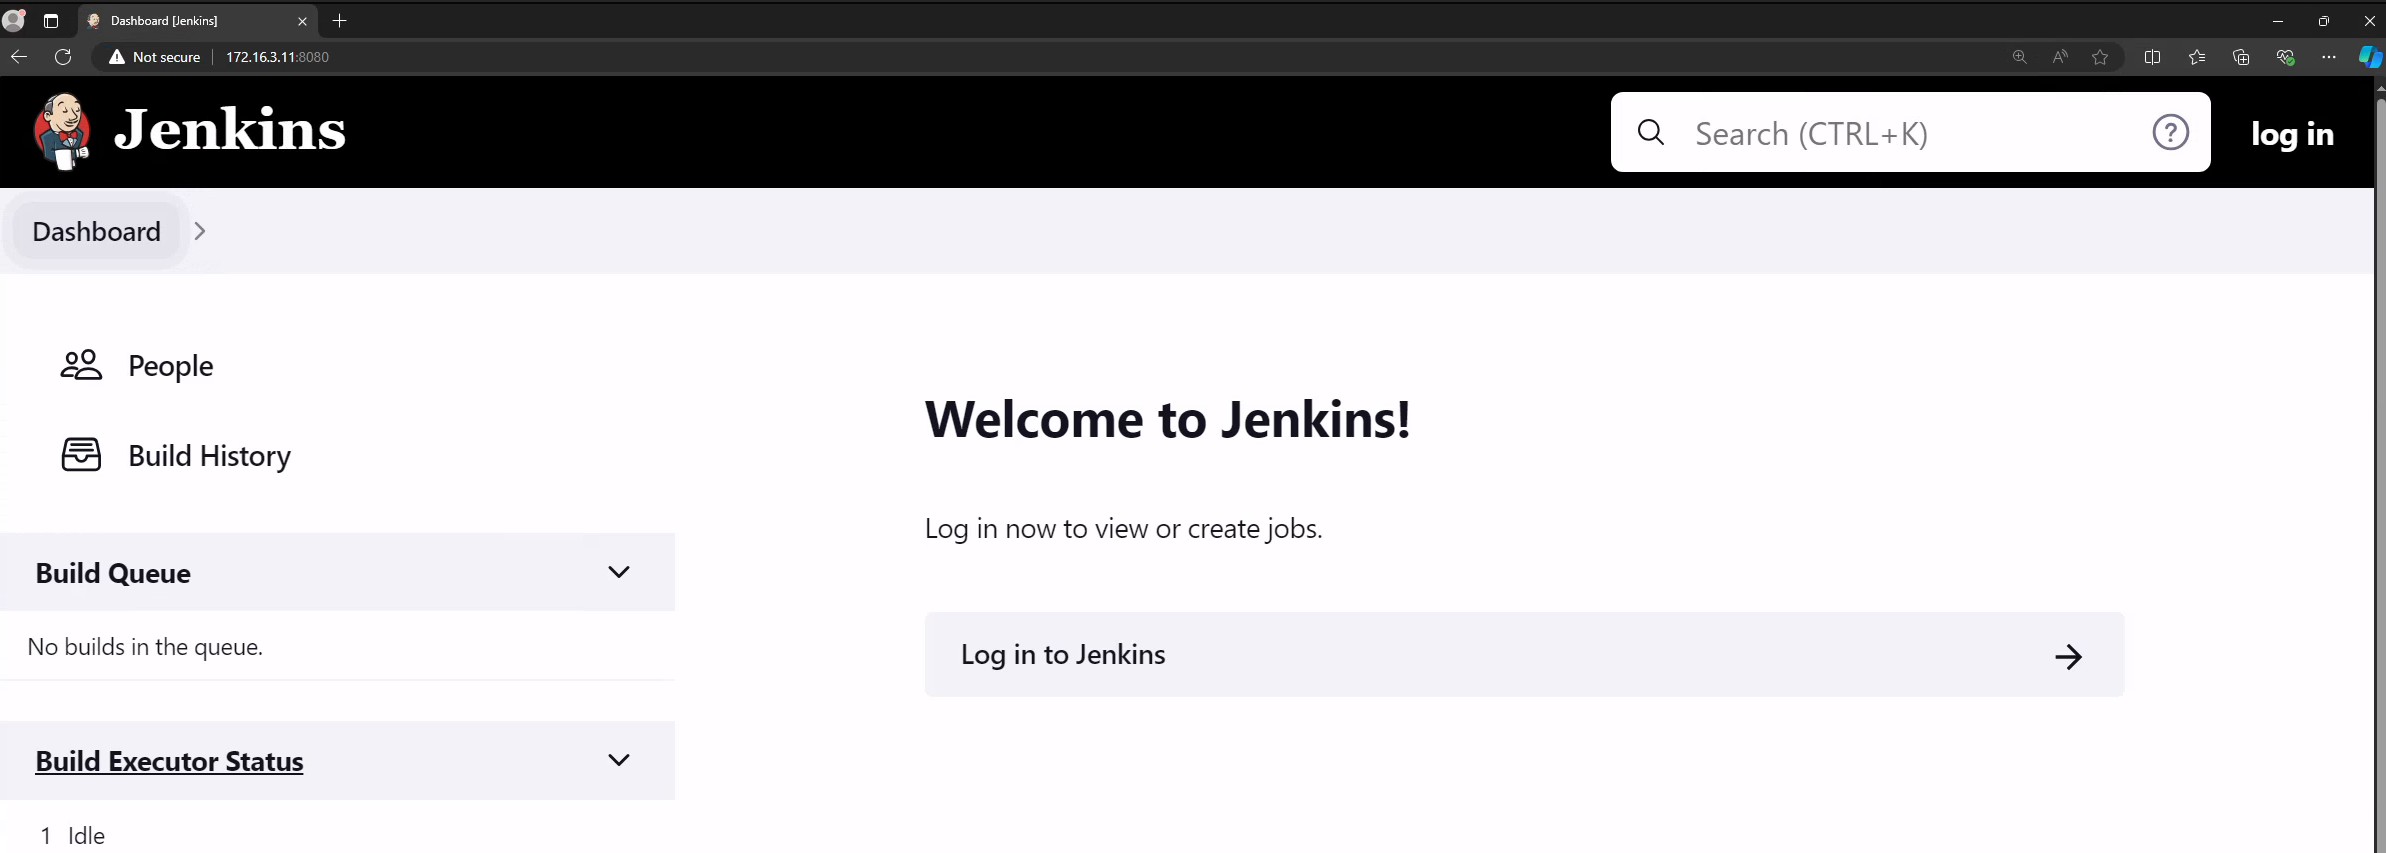 Dashboard [Jenkins]
Not secure
172.16.3.11:8080
Jenkins
Search (CTRL+K)
log in
Dashboard
People
Build History
Build Queue
No builds in the queue.
Build Executor Status
1 Idle
Welcome to Jenkins!
Log in now to view or create jobs.
Log in to Jenkins